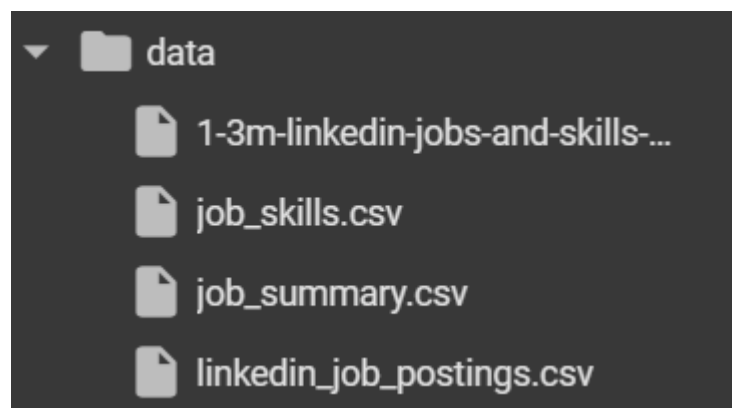 data
1-3m-linkedin-jobs-and-skills-...
job_skills.csv
job_summary.csv
linkedin_job_postings.csv